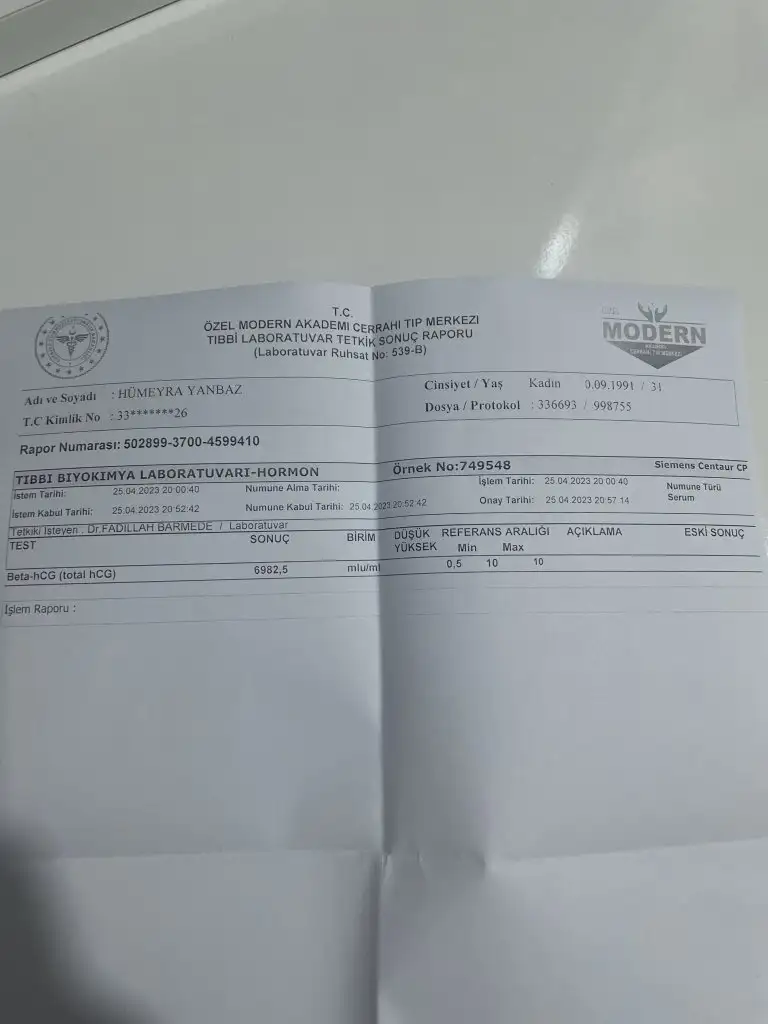 T.C.
ÖZEL MODERN AKADEMİ CERRAHİ TIP MERKEZI
TIBBİ LABORATUVAR TETKİK SONUÇ RAPORU
(Laboratuvar Ruhsat No: 539-B)
MODERN
CERRAHİ TIP MERKEZİ
Adı ve Soyadı : HÜMEYRA YANBAZ
Cinsiyet / Yaş Kadın 0.09.1991 / 31
T.C Kimlik No : 33*******26
Dosya / Protokol : 336693 / 998755
Rapor Numarası: 502899-3700-4599410
TIBBI BIYOKIMYA LABORATUVARI-HORMON Örnek No:749548 Siemens Centaur CP
İstem Tarihi: 25.04.2023 20:00:40 Numune Alma Tarihi: İşlem Tarihi: 25.04.2023 20:00:40 Numune Türü
İstem Kabul Tarihi: 25.04.2023 20:52:42 Numune Kabul Tarihi: 25.04.2023 20:52:42 Onay Tarihi: 25.04.2023 20:57:14 Serum
Tetkiki İsteyen : Dr.FADILLAH BARMEDE / Laboratuvar
TEST SONUÇ BİRİM DÜŞÜK YÜKSEK REFERANS ARALIĞI Min Max AÇIKLAMA ESKİ SONUÇ
Beta-hCG (total hCG) 6982,5 mlu/ml 0,5 10 10
İşlem Raporu :